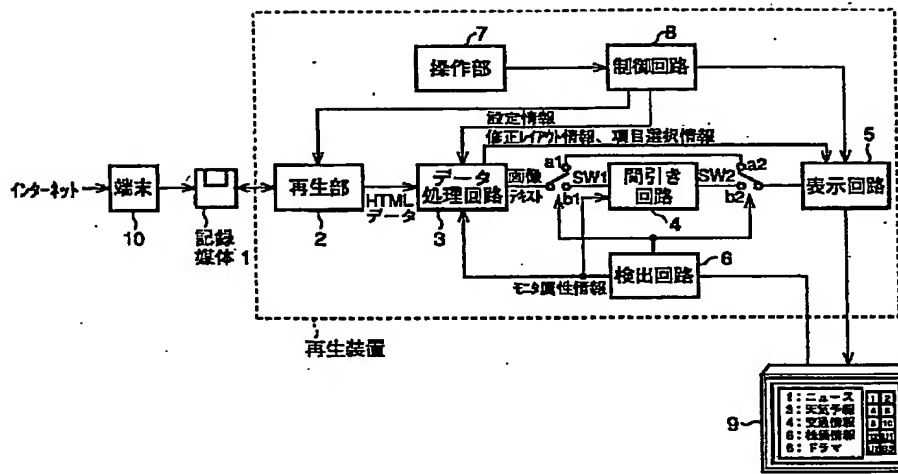 7
操作部
8
制御回路
設定情報
修正レイアウト情報、項目選択情報
5
a1
a2
インターネット
端末
10
記録
媒体 1
再生部
2
HTML
データ
データ
処理回路
3
画像
テキスト
SW1
b1
間引き
回路
4
SW2
b2
表示回路
6
検出回路
モニタ属性情報
再生装置
9
1:ニュース
3:天気予報
4:交通情報
6:株価情報
6:ドラマ
1 2
8 10